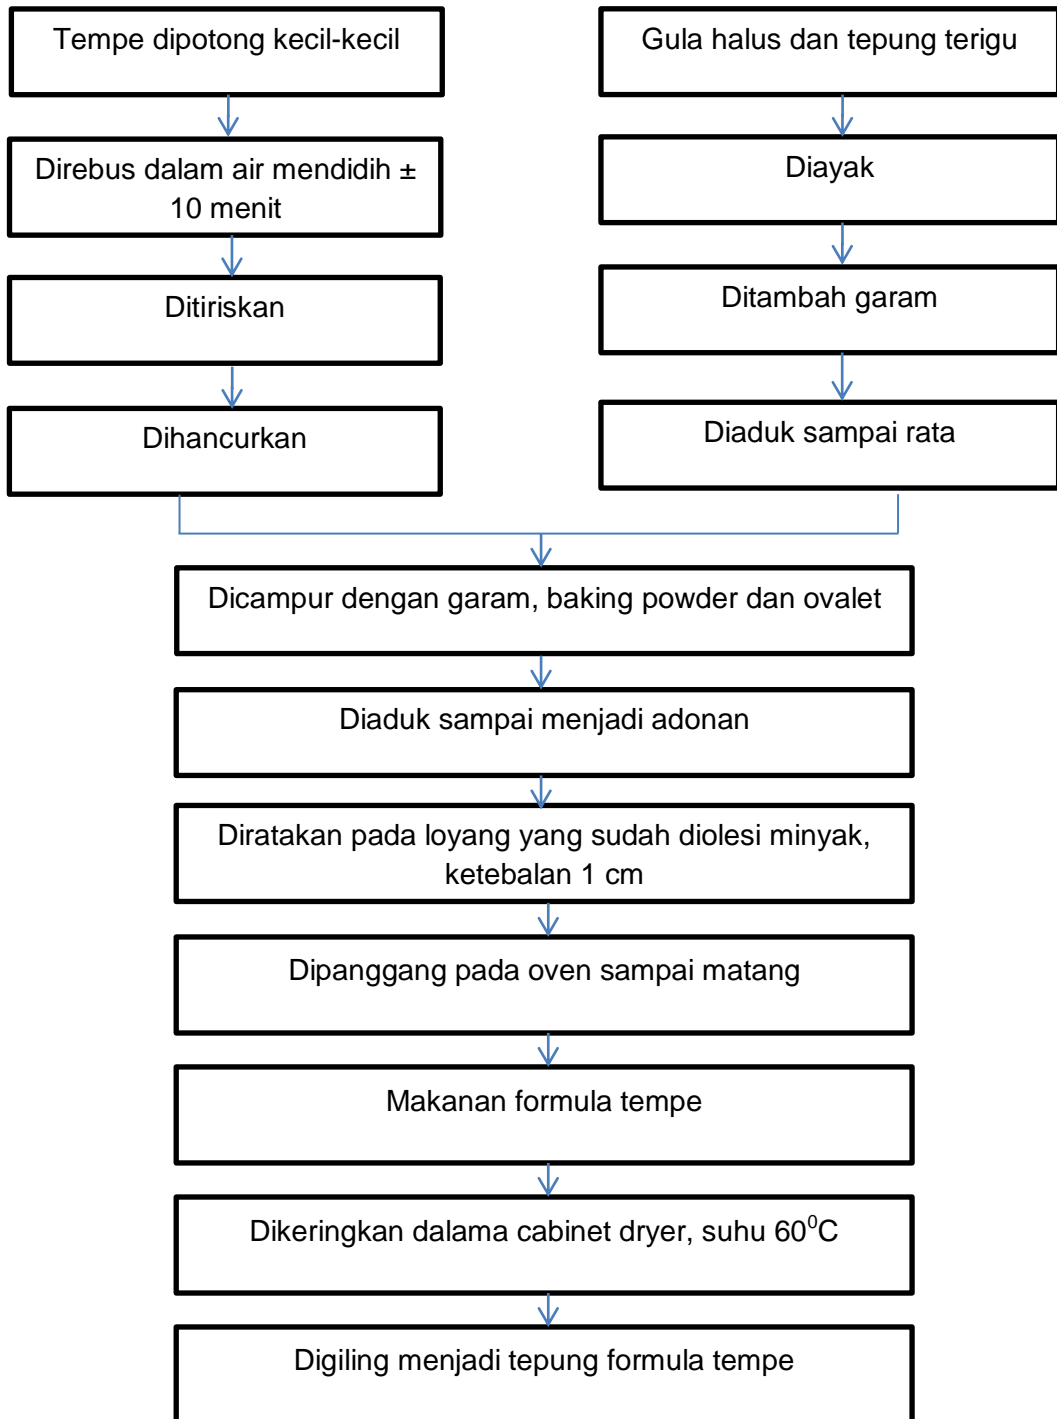 Tempe dipotong kecil-kecil
Direbus dalam air mendidih ±
10 menit
Ditiriskan
Dihancurkan
Gula halus dan tepung terigu
Diayak
Ditambah garam
Diaduk sampai rata
Dicampur dengan garam, baking powder dan ovalet
Diaduk sampai menjadi adonan
Diratakan pada loyang yang sudah diolesi minyak,
ketebalan 1 cm
Dipanggang pada oven sampai matang
Makanan formula tempe
Dikeringkan dalama cabinet dryer, suhu 60⁰C
Digiling menjadi tepung formula tempe